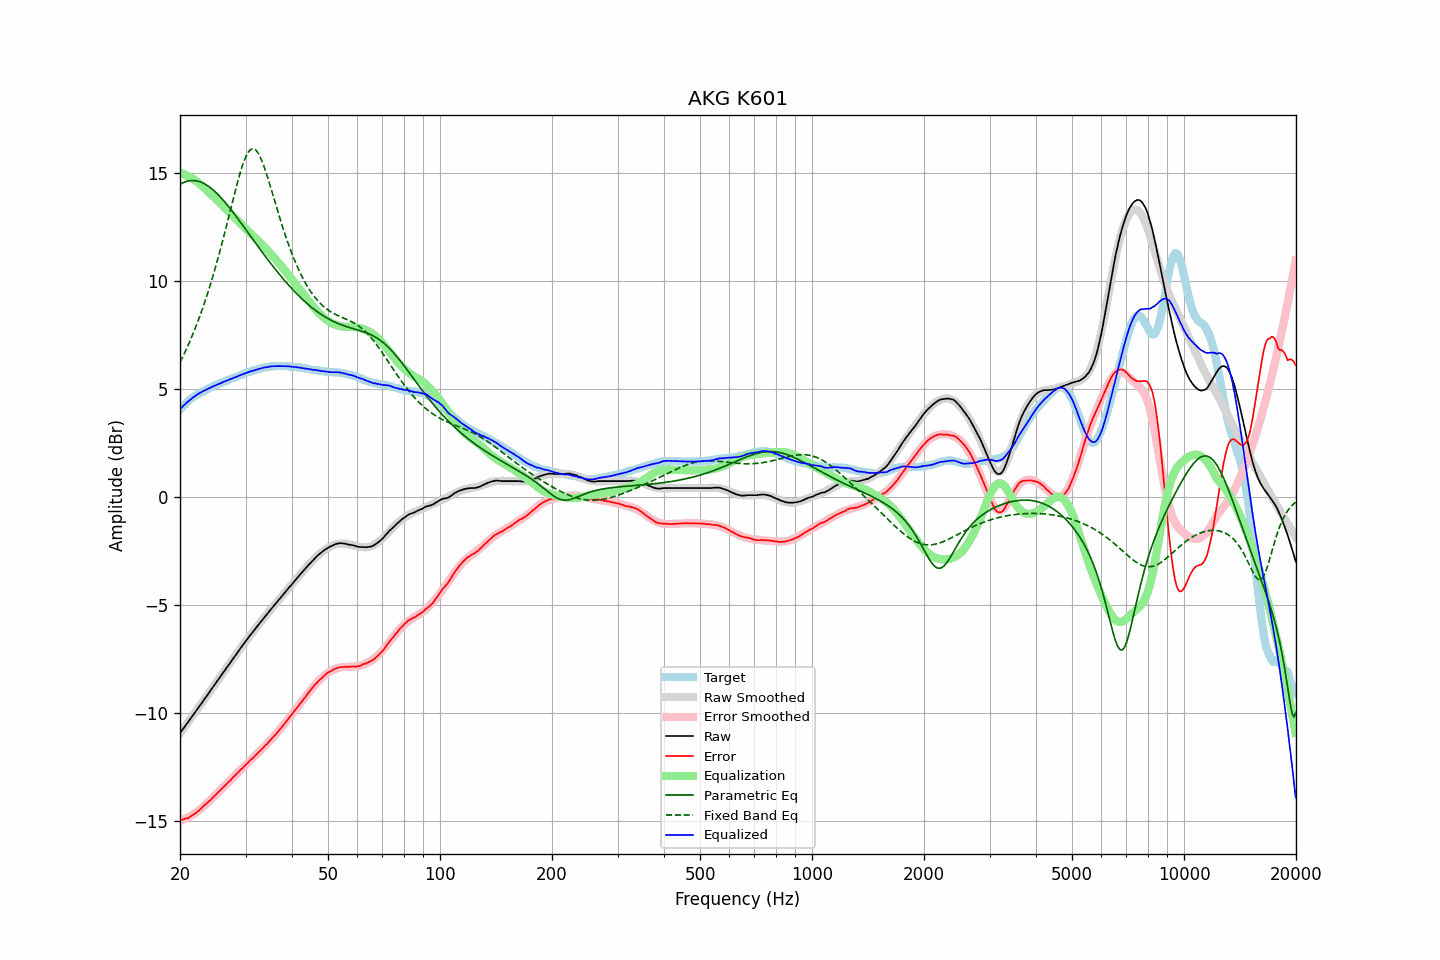 AKG K601
Amplitude (dBr)
15
10
5
0
−5
−10
−15
Target
Raw Smoothed
Error Smoothed
Raw
Error
Equalization
Parametric Eq
Fixed Band Eq
Equalized
20 50 100 200 500 1000 2000 5000 10000 20000
Frequency (Hz)